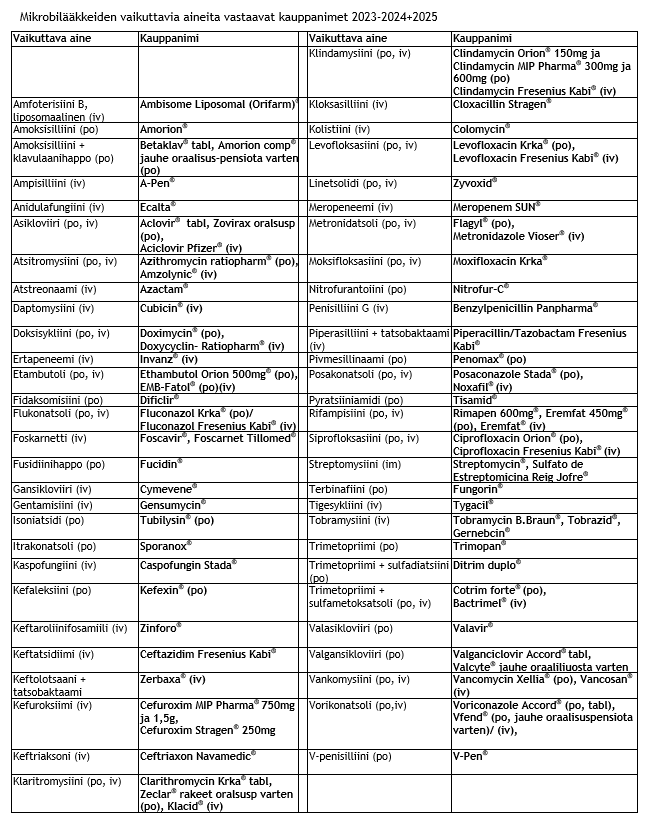 Mikrobilääkkeiden vaikuttavia aineita vastaavat kauppanimet 2023-2024+2025
Vaikuttava aine
Kauppanimi
Vaikuttava aine
Kauppanimi
Klindamysiini (po, iv)
Clindamycin Orion® 150mg ja
Clindamycin MIP Pharma® 300mg ja
600mg (po)
Clindamycin Fresenius Kabi® (iv)
Amfoterisiini B,
liposomaalinen (iv)
Ambisome Liposomal (Orifarm)®
Kloksasilliini (iv)
Cloxacillin Stragen®
Amoksisilliini (po)
Amorion®
Kolistiini (iv)
Colomycin®
Amoksisilliini +
klavulaanihappo (po)
Betaklav® tabl, Amorion comp®
jauhe oraalisus-pensiota varten
(po)
Levofloksasiini (po, iv)
Levofloxacin Krka® (po),
Levofloxacin Fresenius Kabi® (iv)
Ampisilliini (iv)
A-Pen®
Linetsolidi (po, iv)
Zyvoxid®
Anidulafungiini (iv)
Ecalta®
Meropeneemi (iv)
Meropenem SUN®
Asikloviiri (po, iv)
Aclovir® tabl, Zovirax oralsusp
(po),
Aciclovir Pfizer® (iv)
Metronidatsoli (po, iv)
Flagyl® (po),
Metronidazole Vioser® (iv)
Atsitromysiini (po, iv)
Azithromycin ratiopharm® (po),
Amzolynic® (iv)
Moksifloksasiini (po, iv)
Moxifloxacin Krka®
Atstreonaami (iv)
Azactam®
Nitrofurantoiini (po)
Nitrofur-C®
Daptomysiini (iv)
Cubicin® (iv)
Penisilliini G (iv)
Benzylpenicillin Panpharma®
Doksisykliini (po, iv)
Doximycin® (po),
Doxycyclin- Ratiopharm® (iv)
Piperasilliini + tatsobaktaami
(iv)
Piperacillin/Tazobactam Fresenius
Kabi®
Ertapeneemi (iv)
Invanz® (iv)
Pivmesillinaami (po)
Penomax® (po)
Etambutoli (po, iv)
Ethambutol Orion 500mg® (po),
EMB-Fatol® (po)(iv)
Posakonatsoli (po, iv)
Posaconazole Stada® (po),
Noxafil® (iv)
Fidaksomisiini (po)
Dificlir®
Pyratsiiniamidi (po)
Tisamid®
Flukonatsoli (po, iv)
Fluconazol Krka® (po)/
Fluconazol Fresenius Kabi® (iv)
Rifampisiini (po, iv)
Rimapen 600mg®, Eremfat 450mg®
(po), Eremfat® (iv)
Foskarnetti (iv)
Foscavir®, Foscarnet Tillomed®
Siprofloksasiini (po, iv)
Ciprofloxacin Orion® (po),
Ciprofloxacin Fresenius Kabi® (iv)
Fusidiinihappo (po)
Fucidin®
Streptomysiini (im)
Streptomycin®, Sulfato de
Estreptomicina Reig Jofre®
Gansikloviiri (iv)
Cymevene®
Terbinafiini (po)
Fungorin®
Gentamisiini (iv)
Gensumycin®
Tigesykliini (iv)
Tygacil®
Isoniatsidi (po)
Tubilysin® (po)
Tobramysiini (iv)
Tobramycin B.Braun®, Tobrazid®,
Gernebcin®
Itrakonatsoli (po)
Sporanox®
Trimetopriimi (po)
Trimopan®
Kaspofungiini (iv)
Caspofungin Stada®
Trimetopriimi + sulfadiatsiini
(po)
Ditrim duplo®
Kefaleksiini (po)
Kefexin® (po)
Trimetopriimi +
sulfametoksatsoli (po, iv)
Cotrim forte® (po),
Bactrimel® (iv)
Keftaroliinifosamiili (iv)
Zinforo®
Valasikloviiri (po)
Valavir®
Keftatsidiimi (iv)
Ceftazidim Fresenius Kabi®
Valgansikloviiri (po)
Valganciclovir Accord® tabl,
Valcyte® jauhe oraaliliuosta varten
Keftolotsaani +
tatsobaktaami
Zerbaxa® (iv)
Vankomysiini (po, iv)
Vancomycin Xellia® (po), Vancosan®
(iv)
Kefuroksiimi (iv)
Cefuroxim MIP Pharma® 750mg
ja 1,5g,
Cefuroxim Stragen® 250mg
Vorikonatsoli (po,iv)
Voriconazole Accord® (po, tabl),
Vfend® (po, jauhe oraalisuspensiota
varten)/ (iv),
Keftriaksoni (iv)
Ceftriaxon Navamedic®
V-penisilliini (po)
V-Pen®
Klaritromysiini (po, iv)
Clarithromycin Krka® tabl,
Zeclar® rakeet oralsusp varten
(po), Klacid® (iv)